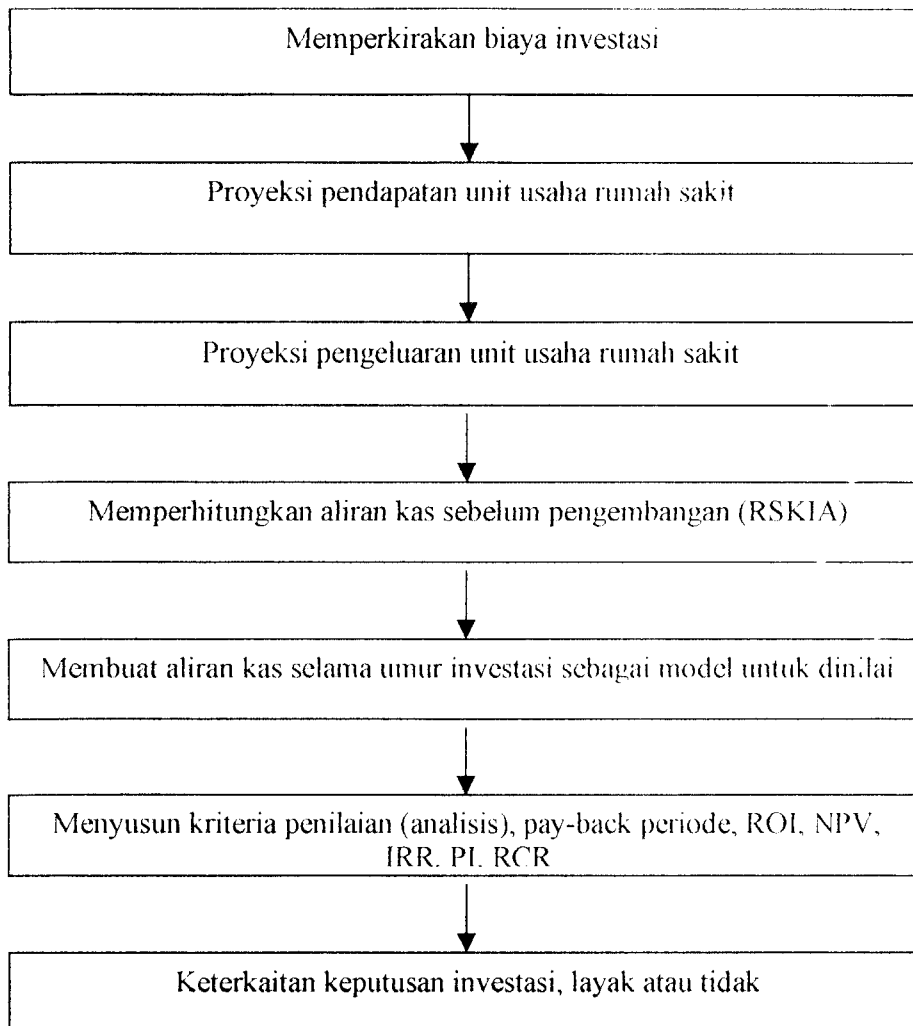 Memperkirakan biaya investasi
Proyeksi pendapatan unit usaha rumah sakit
Proyeksi pengeluaran unit usaha rumah sakit
Memperhitungkan aliran kas sebelum pengembangan (RSKIA)
Membuat aliran kas selama umur investasi sebagai model untuk dinilai
Menyusun kriteria penilaian (analisis), pay-back periode, ROI, NPV,
IRR, PI, RCR
Keterkaitan keputusan investasi, layak atau tidak